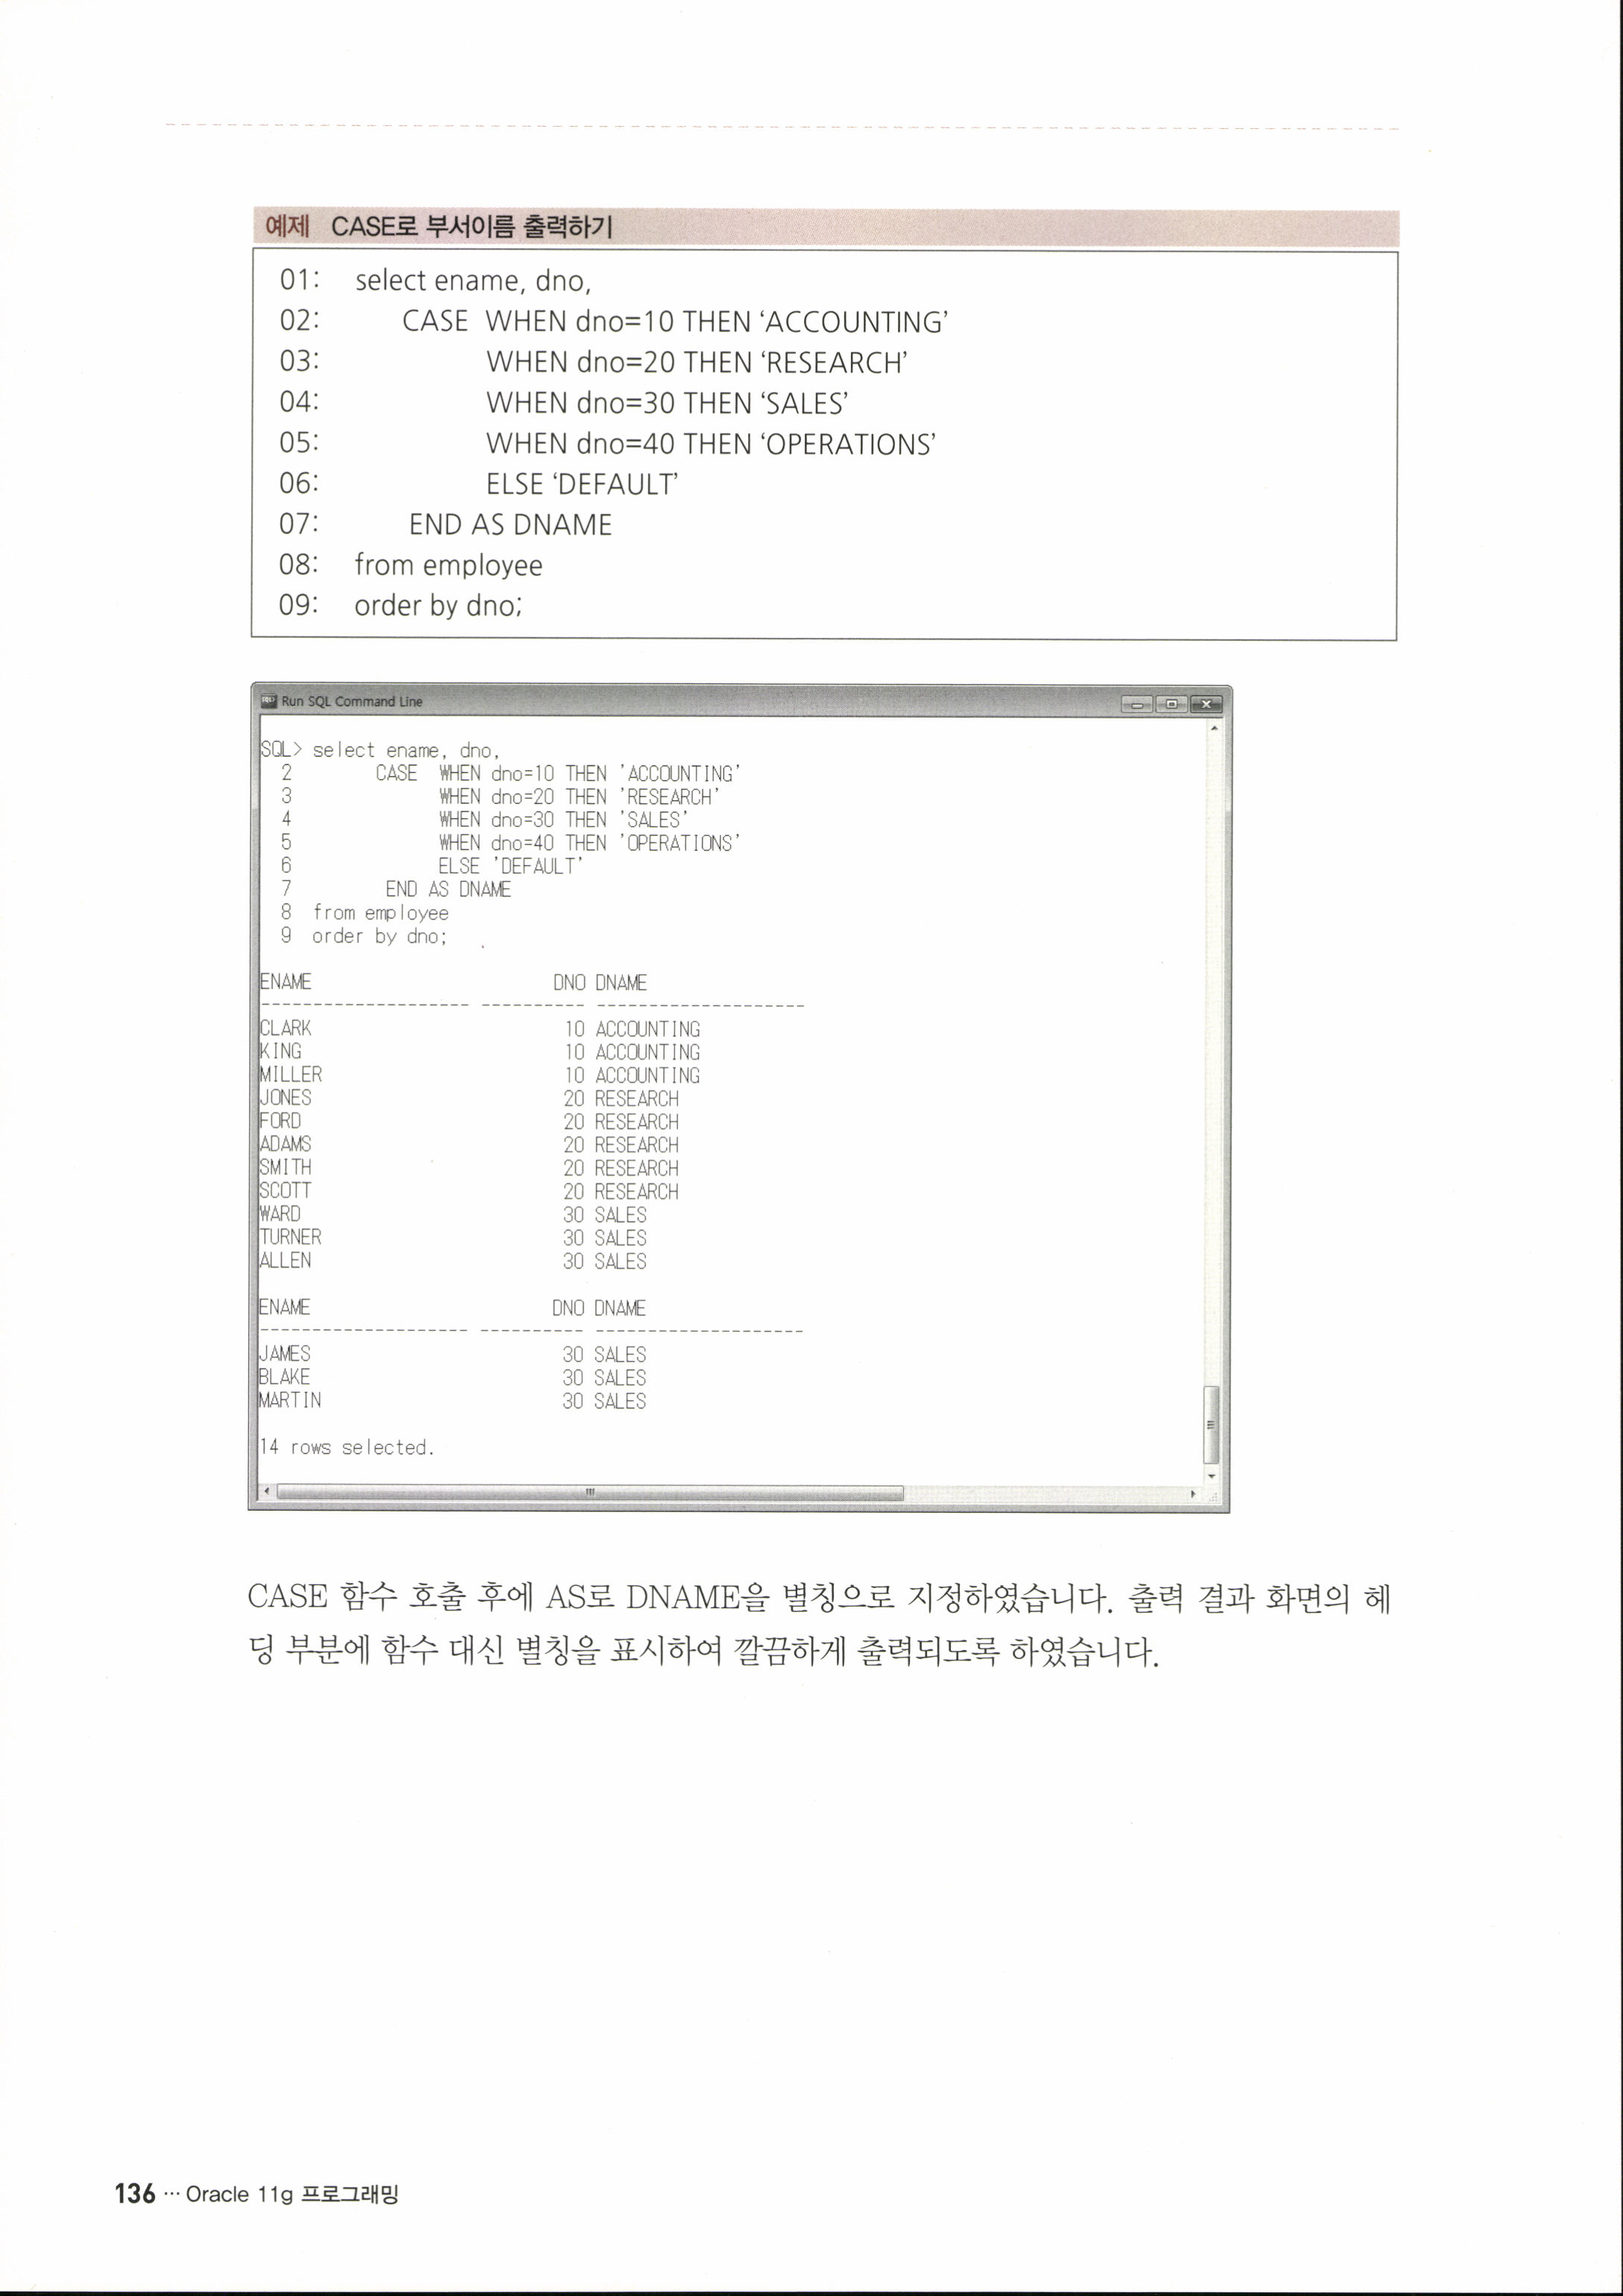 예제 CASE로 부서이름 출력하기
01: select ename, dno,
02: CASE WHEN dno=10 THEN ‘ACCOUNTING’
03: WHEN dno=20 THEN ‘RESEARCH’
04: WHEN dno=30 THEN ‘SALES’
05: WHEN dno=40 THEN ‘OPERATIONS’
06: ELSE ‘DEFAULT’
07: END AS DNAME
08: from employee
09: order by dno;
Run SQL Command Line
SQL> select ename, dno,
2 CASE WHEN dno=10 THEN 'ACCOUNTING'
3 WHEN dno=20 THEN 'RESEARCH'
4 WHEN dno=30 THEN 'SALES'
5 WHEN dno=40 THEN 'OPERATIONS'
6 ELSE 'DEFAULT'
7 END AS DNAME
8 from employee
9 order by dno;
ENAME DNO DNAME
-------------------- ---------- --------------------
CLARK 10 ACCOUNTING
KING 10 ACCOUNTING
MILLER 10 ACCOUNTING
JONES 20 RESEARCH
FORD 20 RESEARCH
ADAMS 20 RESEARCH
SMITH 20 RESEARCH
SCOTT 20 RESEARCH
WARD 30 SALES
TURNER 30 SALES
ALLEN 30 SALES
ENAME DNO DNAME
-------------------- ---------- --------------------
JAMES 30 SALES
BLAKE 30 SALES
MARTIN 30 SALES
14 rows selected.
CASE 함수 호출 후에 AS로 DNAME을 별칭으로 지정하였습니다. 출력 결과 화면의 헤
딩 부분에 함수 대신 별칭을 표시하여 깔끔하게 출력되도록 하였습니다.
136 ··· Oracle 11g 프로그래밍